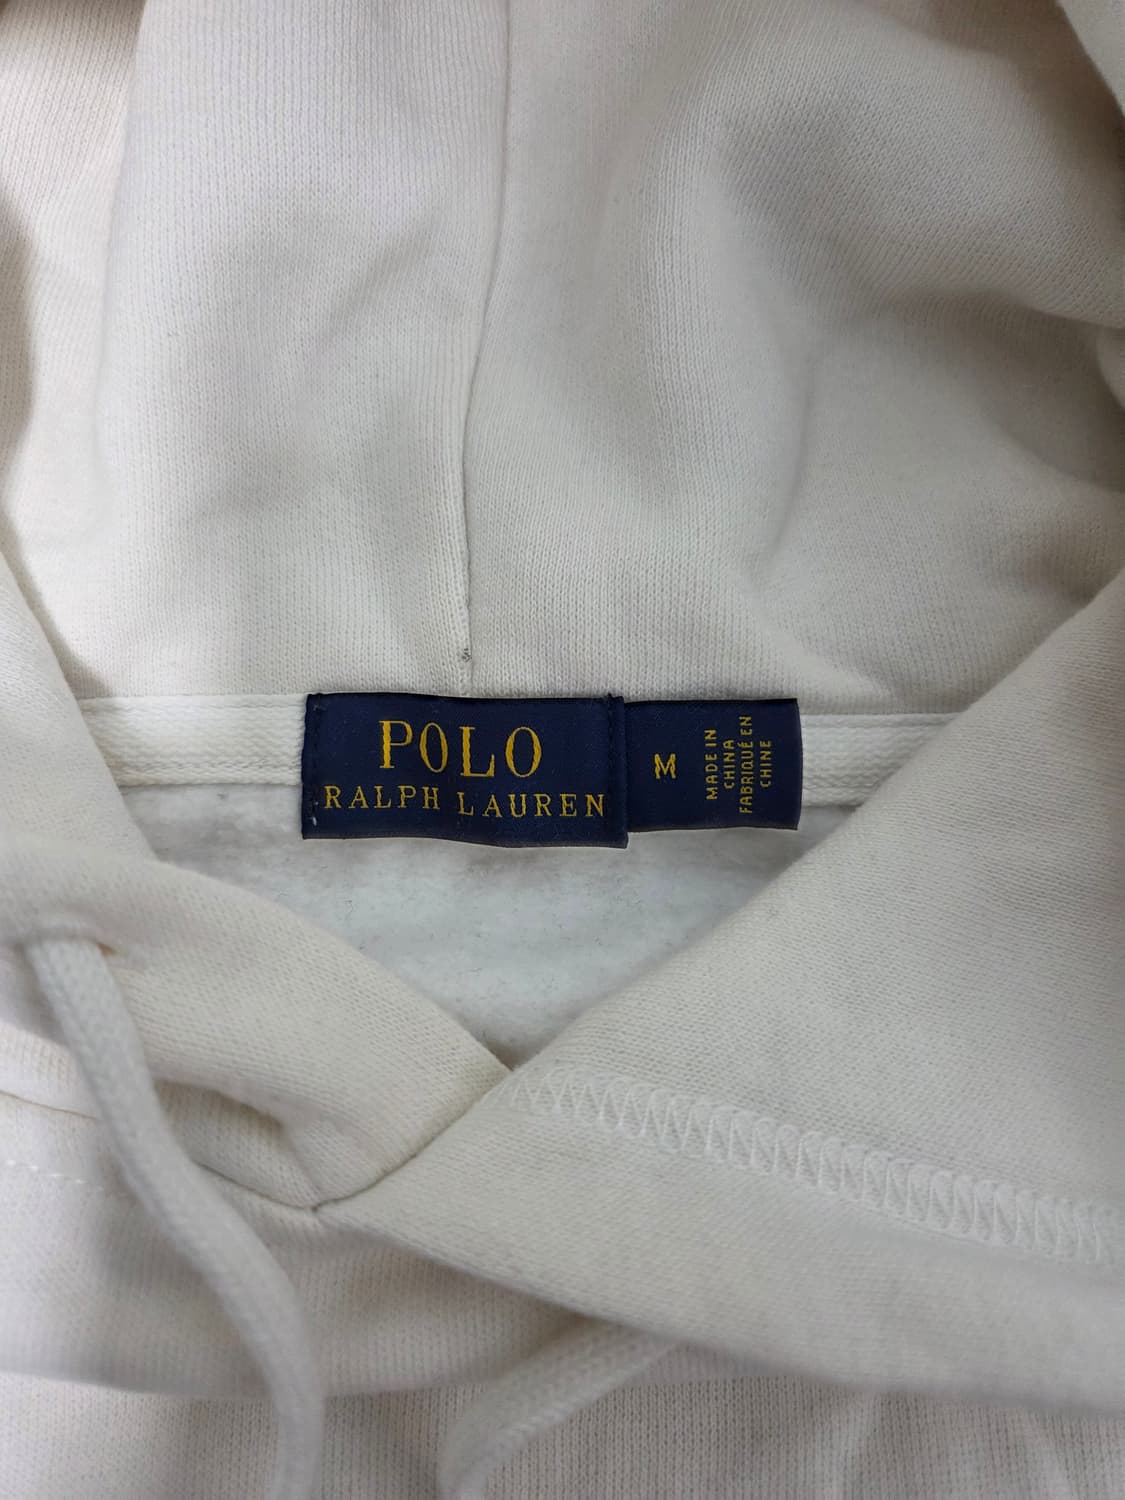 POLO
RALPH LAUREN
M
MADE IN
CHINA
FABRIQUÉ EN
CHINE